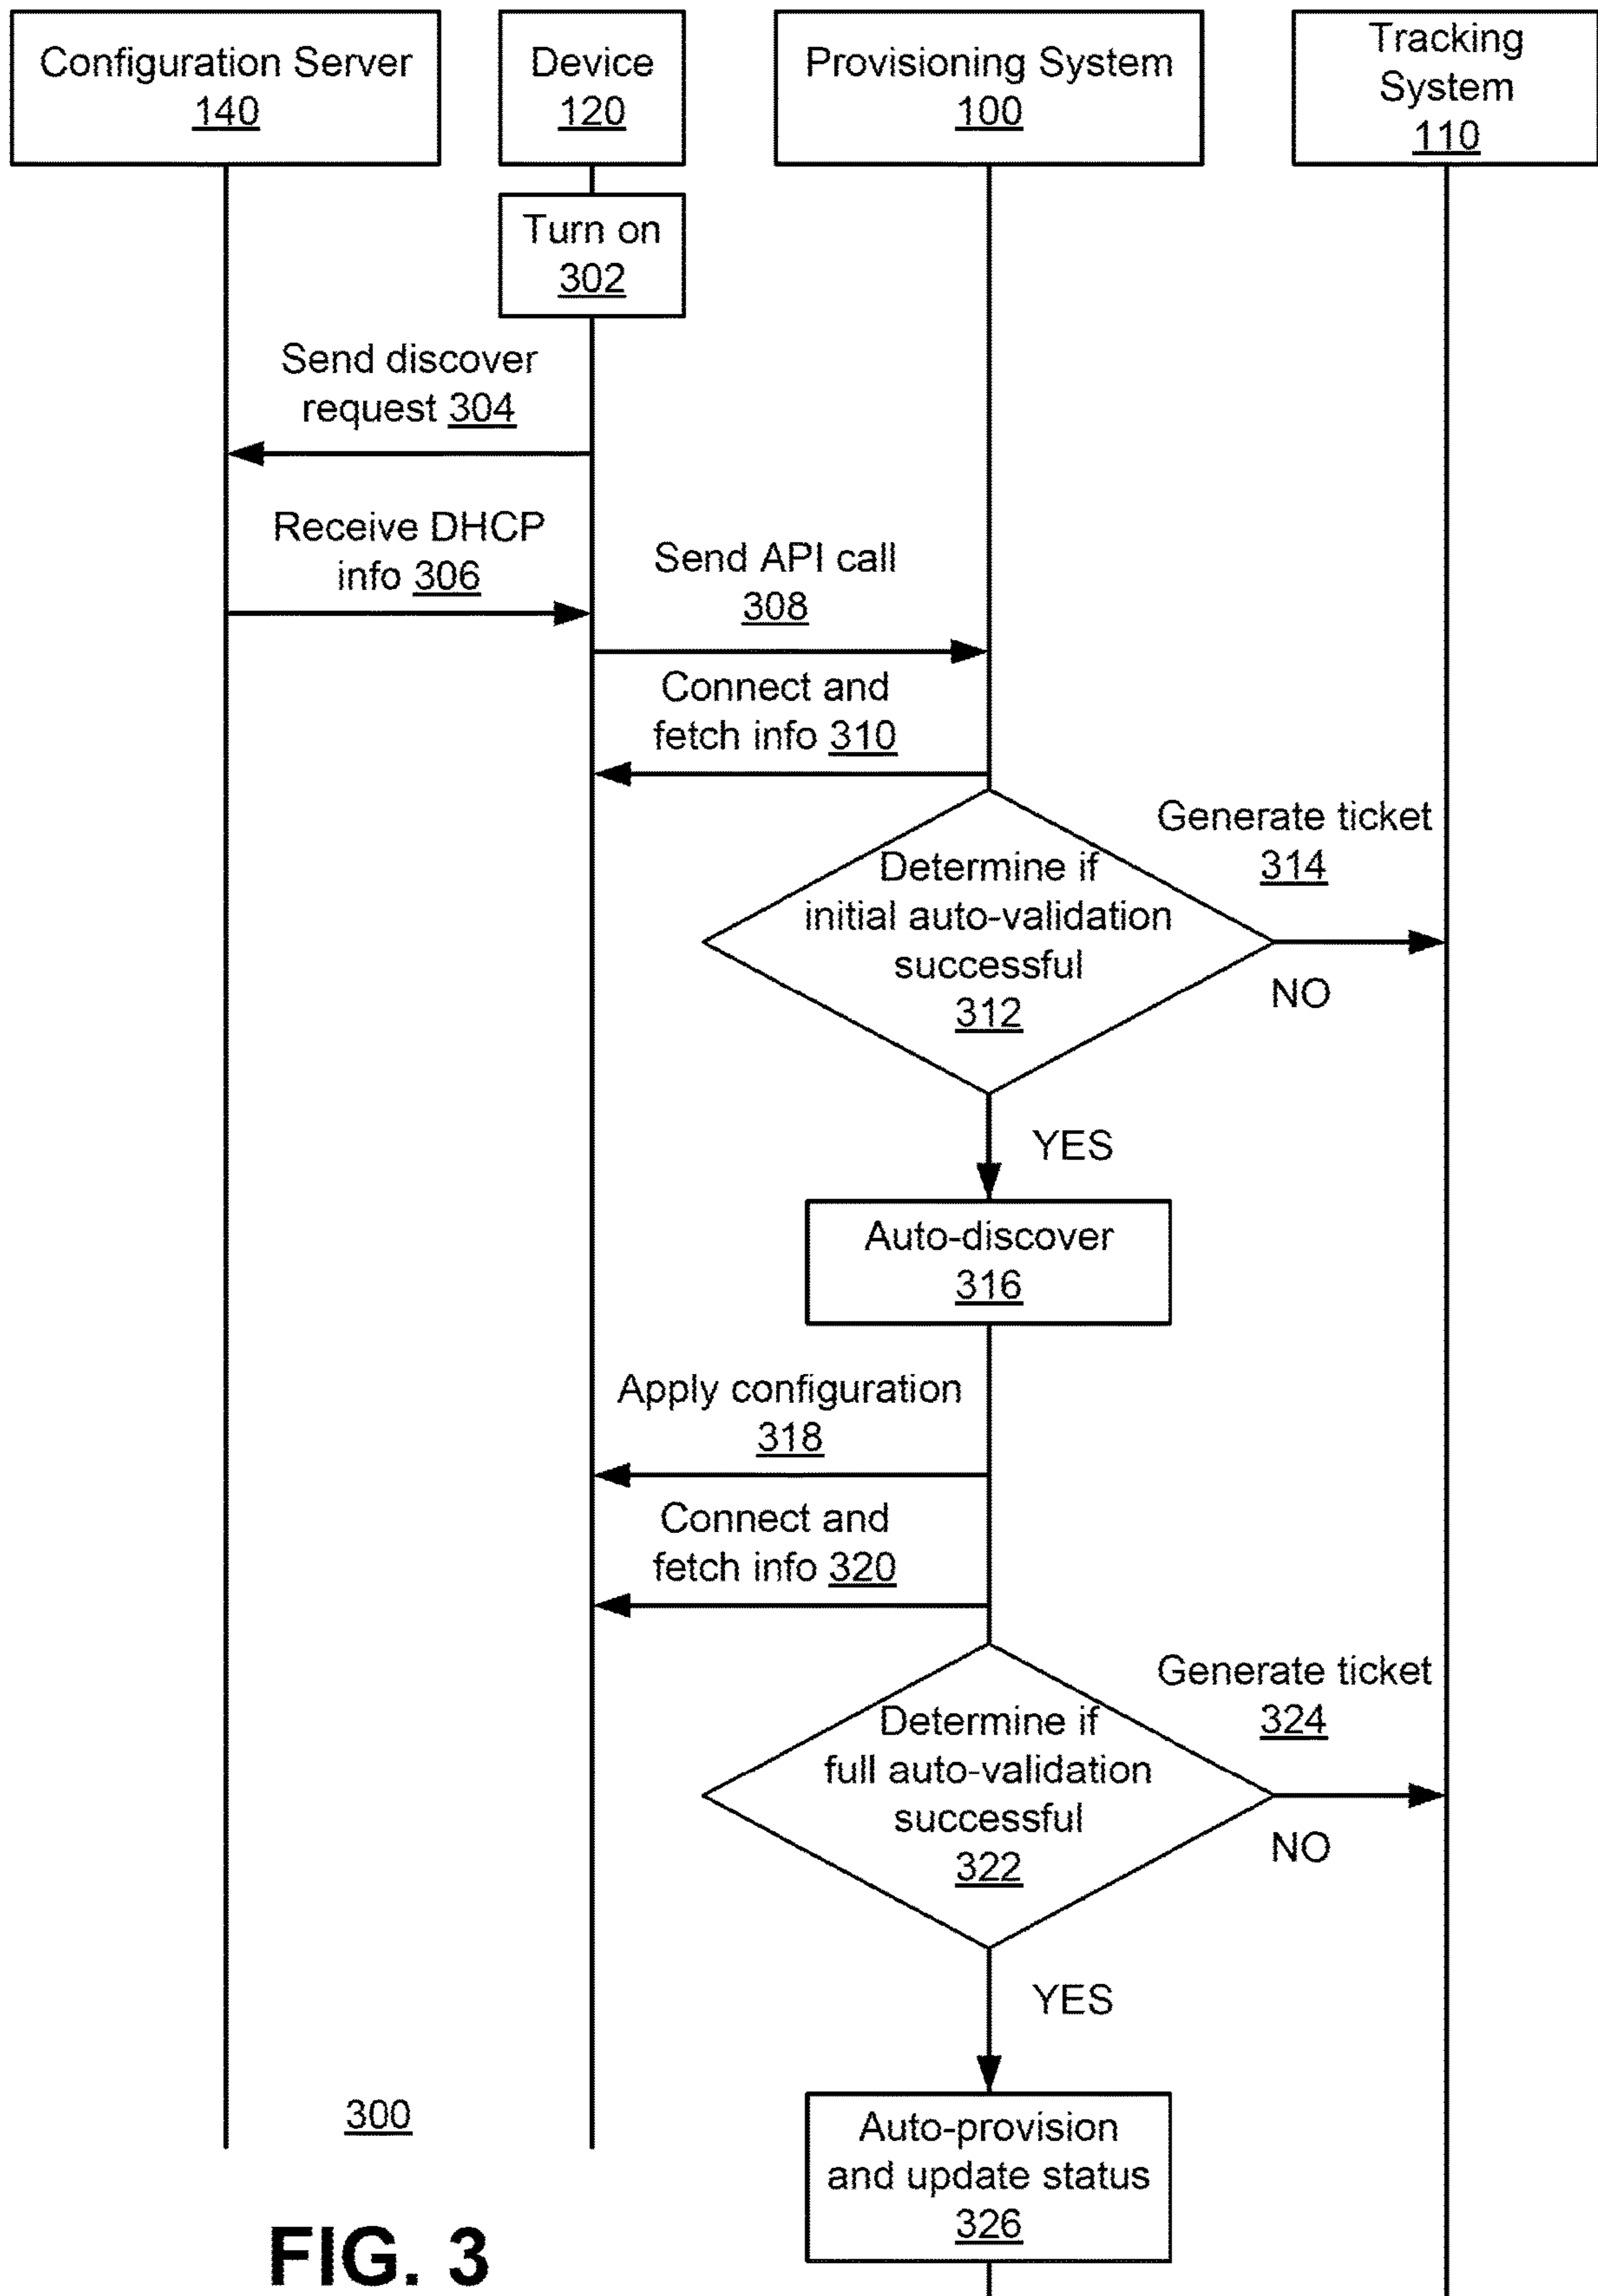 Configuration Server
140
Device
120
Provisioning System
100
Tracking
System
110
Turn on
302
Send discover
request 304
Receive DHCP
info 306
Send API call
308
Connect and
fetch info 310
Generate ticket
314
Determine if
initial auto-validation
successful
312
NO
YES
Auto-discover
316
Apply configuration
318
Connect and
fetch info 320
Generate ticket
324
Determine if
full auto-validation
successful
322
NO
YES
Auto-provision
and update status
326
300
FIG. 3